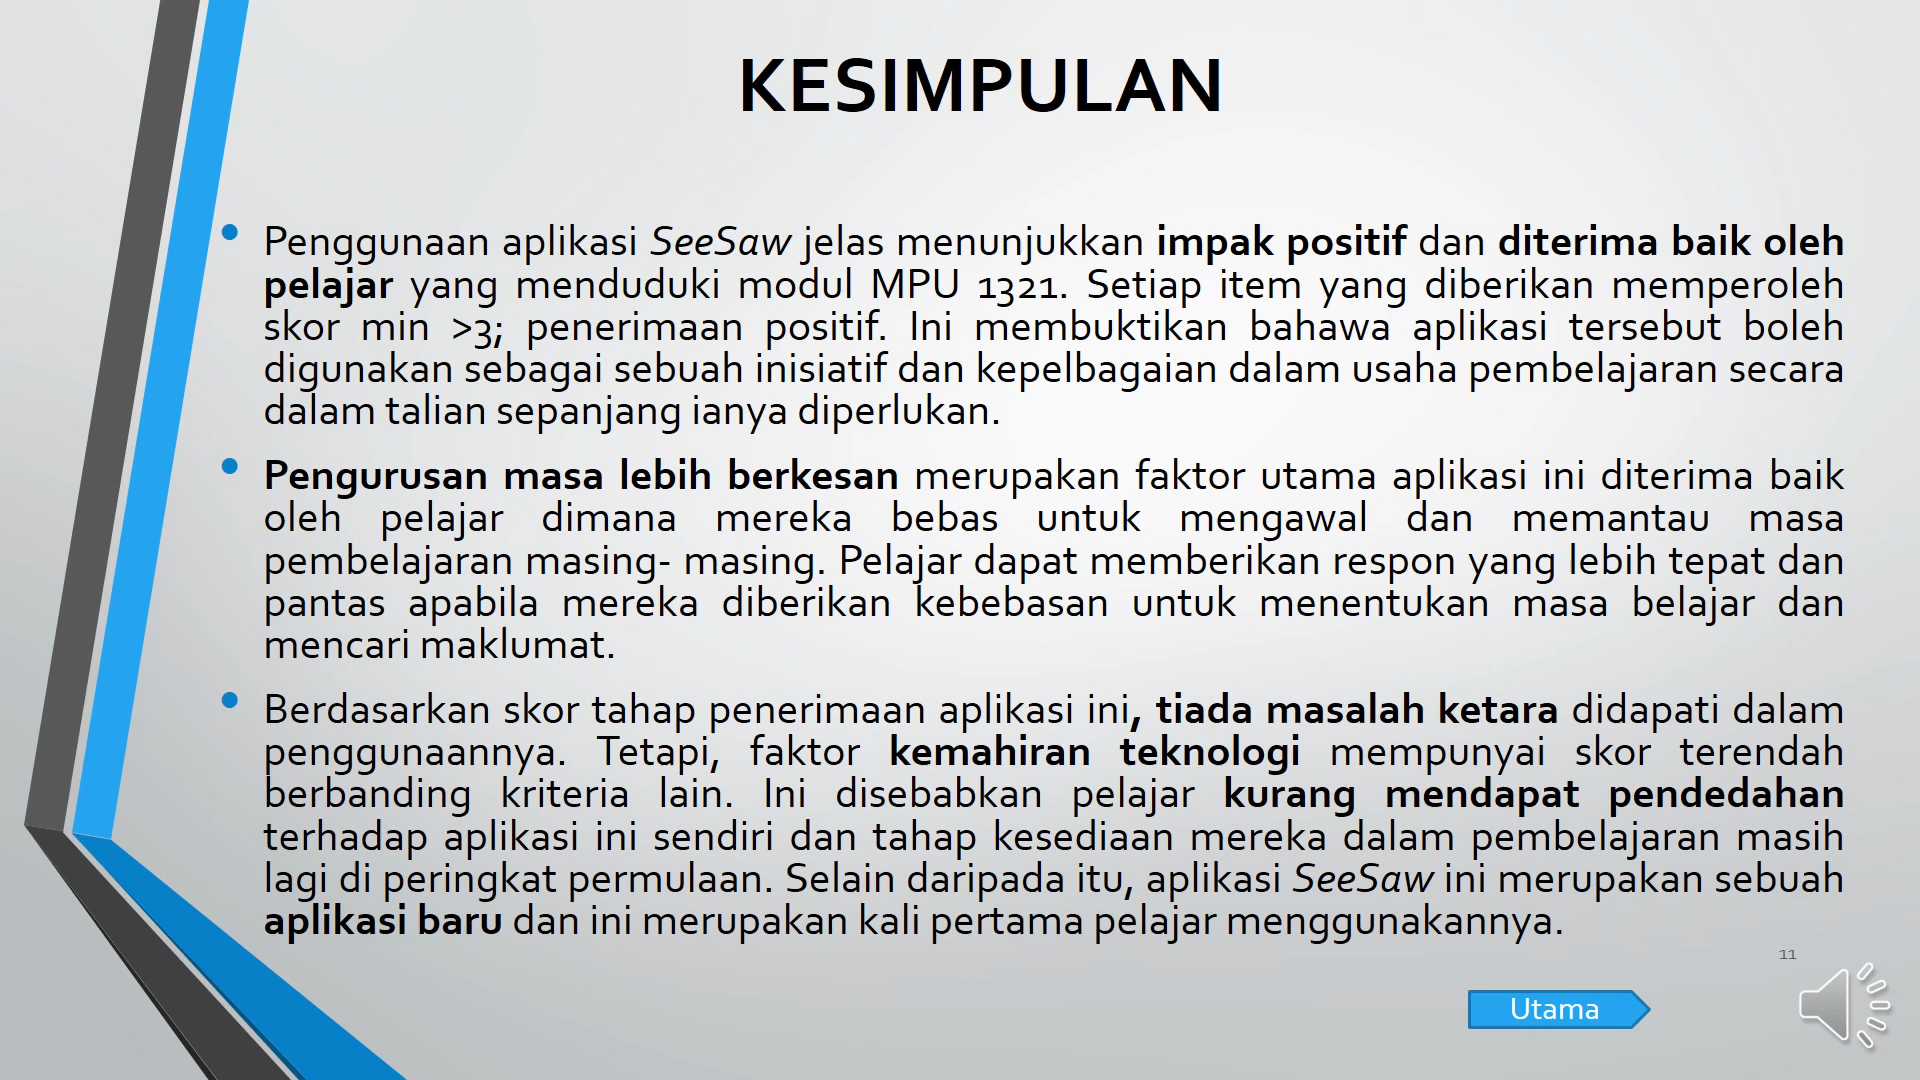 KESIMPULAN
• Penggunaan aplikasi SeeSaw jelas menunjukkan impak positif dan diterima baik oleh
pelajar yang menduduki modul MPU 1321. Setiap item yang diberikan memperoleh
skor min >3; penerimaan positif. Ini membuktikan bahawa aplikasi tersebut boleh
digunakan sebagai sebuah inisiatif dan kepelbagaian dalam usaha pembelajaran secara
dalam talian sepanjang ianya diperlukan.
• Pengurusan masa lebih berkesan merupakan faktor utama aplikasi ini diterima baik
oleh pelajar dimana mereka bebas untuk mengawal dan memantau masa
pembelajaran masing- masing. Pelajar dapat memberikan respon yang lebih tepat dan
pantas apabila mereka diberikan kebebasan untuk menentukan masa belajar dan
mencari maklumat.
• Berdasarkan skor tahap penerimaan aplikasi ini, tiada masalah ketara didapati dalam
penggunaannya. Tetapi, faktor kemahiran teknologi mempunyai skor terendah
berbanding kriteria lain. Ini disebabkan pelajar kurang mendapat pendedahan
terhadap aplikasi ini sendiri dan tahap kesediaan mereka dalam pembelajaran masih
lagi di peringkat permulaan. Selain daripada itu, aplikasi SeeSaw ini merupakan sebuah
aplikasi baru dan ini merupakan kali pertama pelajar menggunakannya.
11
Utama